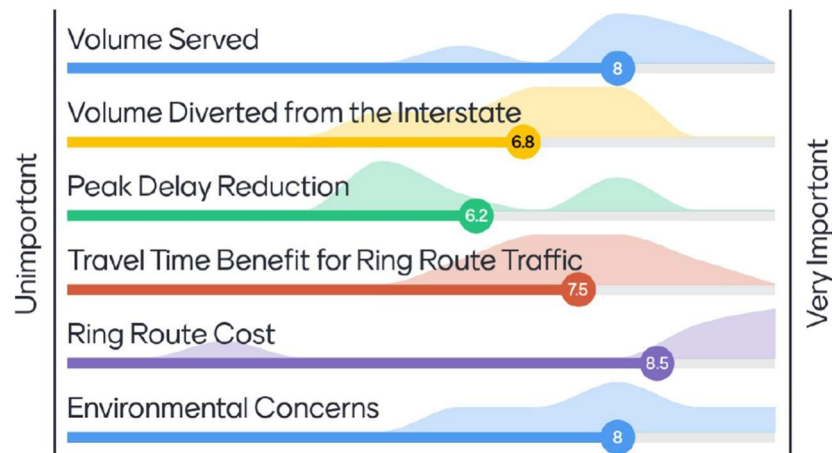 Unimportant
Volume Served
8
Volume Diverted from the Interstate
6.8
Peak Delay Reduction
6.2
Travel Time Benefit for Ring Route Traffic
7.5
Ring Route Cost
8.5
Environmental Concerns
8
Very Important